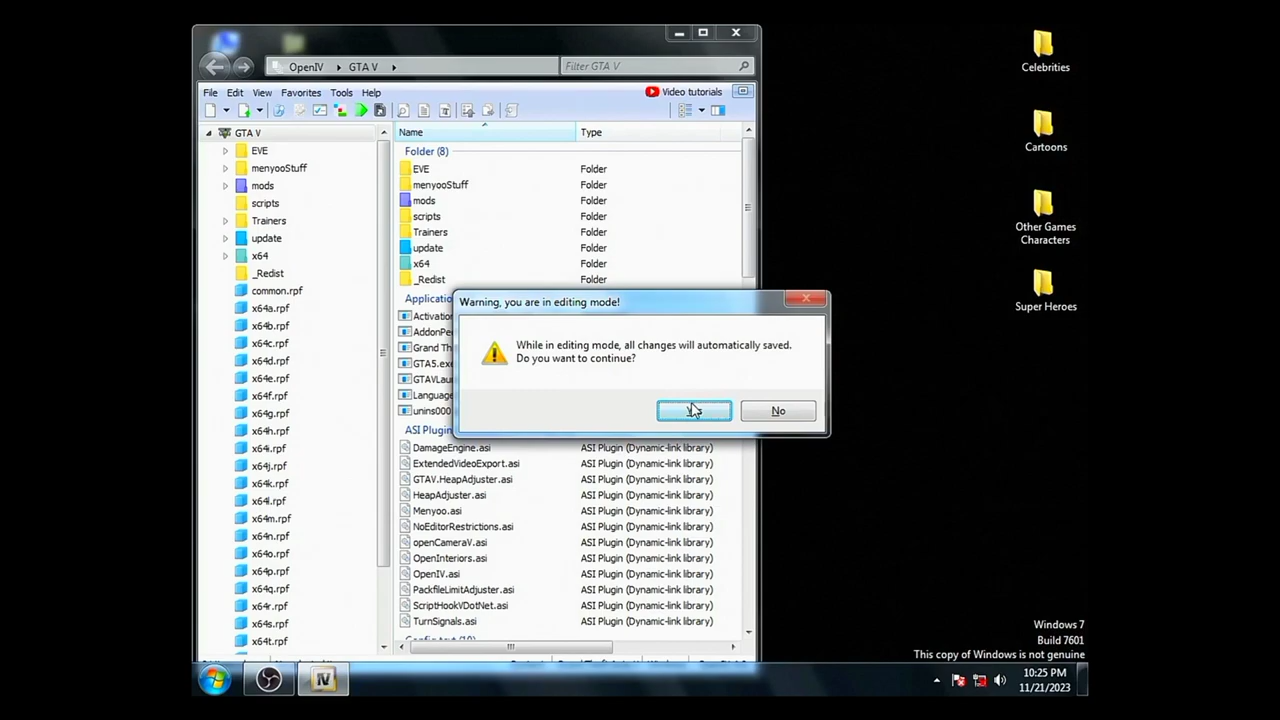 OpenIV
GTA V
Filter GTA V
File Edit View Favorites Tools Help
Video tutorials
GTA V
EVE
menyooStuff
mods
scripts
Trainers
update
x64
_Redist
common.rpf
x64a.rpf
x64b.rpf
x64c.rpf
x64d.rpf
x64e.rpf
x64f.rpf
x64g.rpf
x64h.rpf
x64i.rpf
x64j.rpf
x64k.rpf
x64l.rpf
x64m.rpf
x64n.rpf
x64o.rpf
x64p.rpf
x64q.rpf
x64r.rpf
x64s.rpf
x64t.rpf
Name Type
Folder (8)
EVE Folder
menyooStuff Folder
mods Folder
scripts Folder
Trainers Folder
update Folder
x64 Folder
_Redist Folder
Applicatio
Activation
AddonPe
Grand Th
GTA5.exe
GTAVLau
Language
unins000
ASI Plugin
DamageEngine.asi ASI Plugin (Dynamic-link library)
ExtendedVideoExport.asi ASI Plugin (Dynamic-link library)
GTAV.HeapAdjuster.asi ASI Plugin (Dynamic-link library)
HeapAdjuster.asi ASI Plugin (Dynamic-link library)
Menyoo.asi ASI Plugin (Dynamic-link library)
NoEditorRestrictions.asi ASI Plugin (Dynamic-link library)
openCameraV.asi ASI Plugin (Dynamic-link library)
OpenInteriors.asi ASI Plugin (Dynamic-link library)
OpenIV.asi ASI Plugin (Dynamic-link library)
PackfileLimitAdjuster.asi ASI Plugin (Dynamic-link library)
ScriptHookVDotNet.asi ASI Plugin (Dynamic-link library)
TurnSignals.asi ASI Plugin (Dynamic-link library)
Warning, you are in editing mode!
While in editing mode, all changes will automatically saved.
Do you want to continue?
Yes
No
Celebrities
Cartoons
Other Games
Characters
Super Heroes
Windows 7
Build 7601
This copy of Windows is not genuine
10:25 PM
11/21/2023